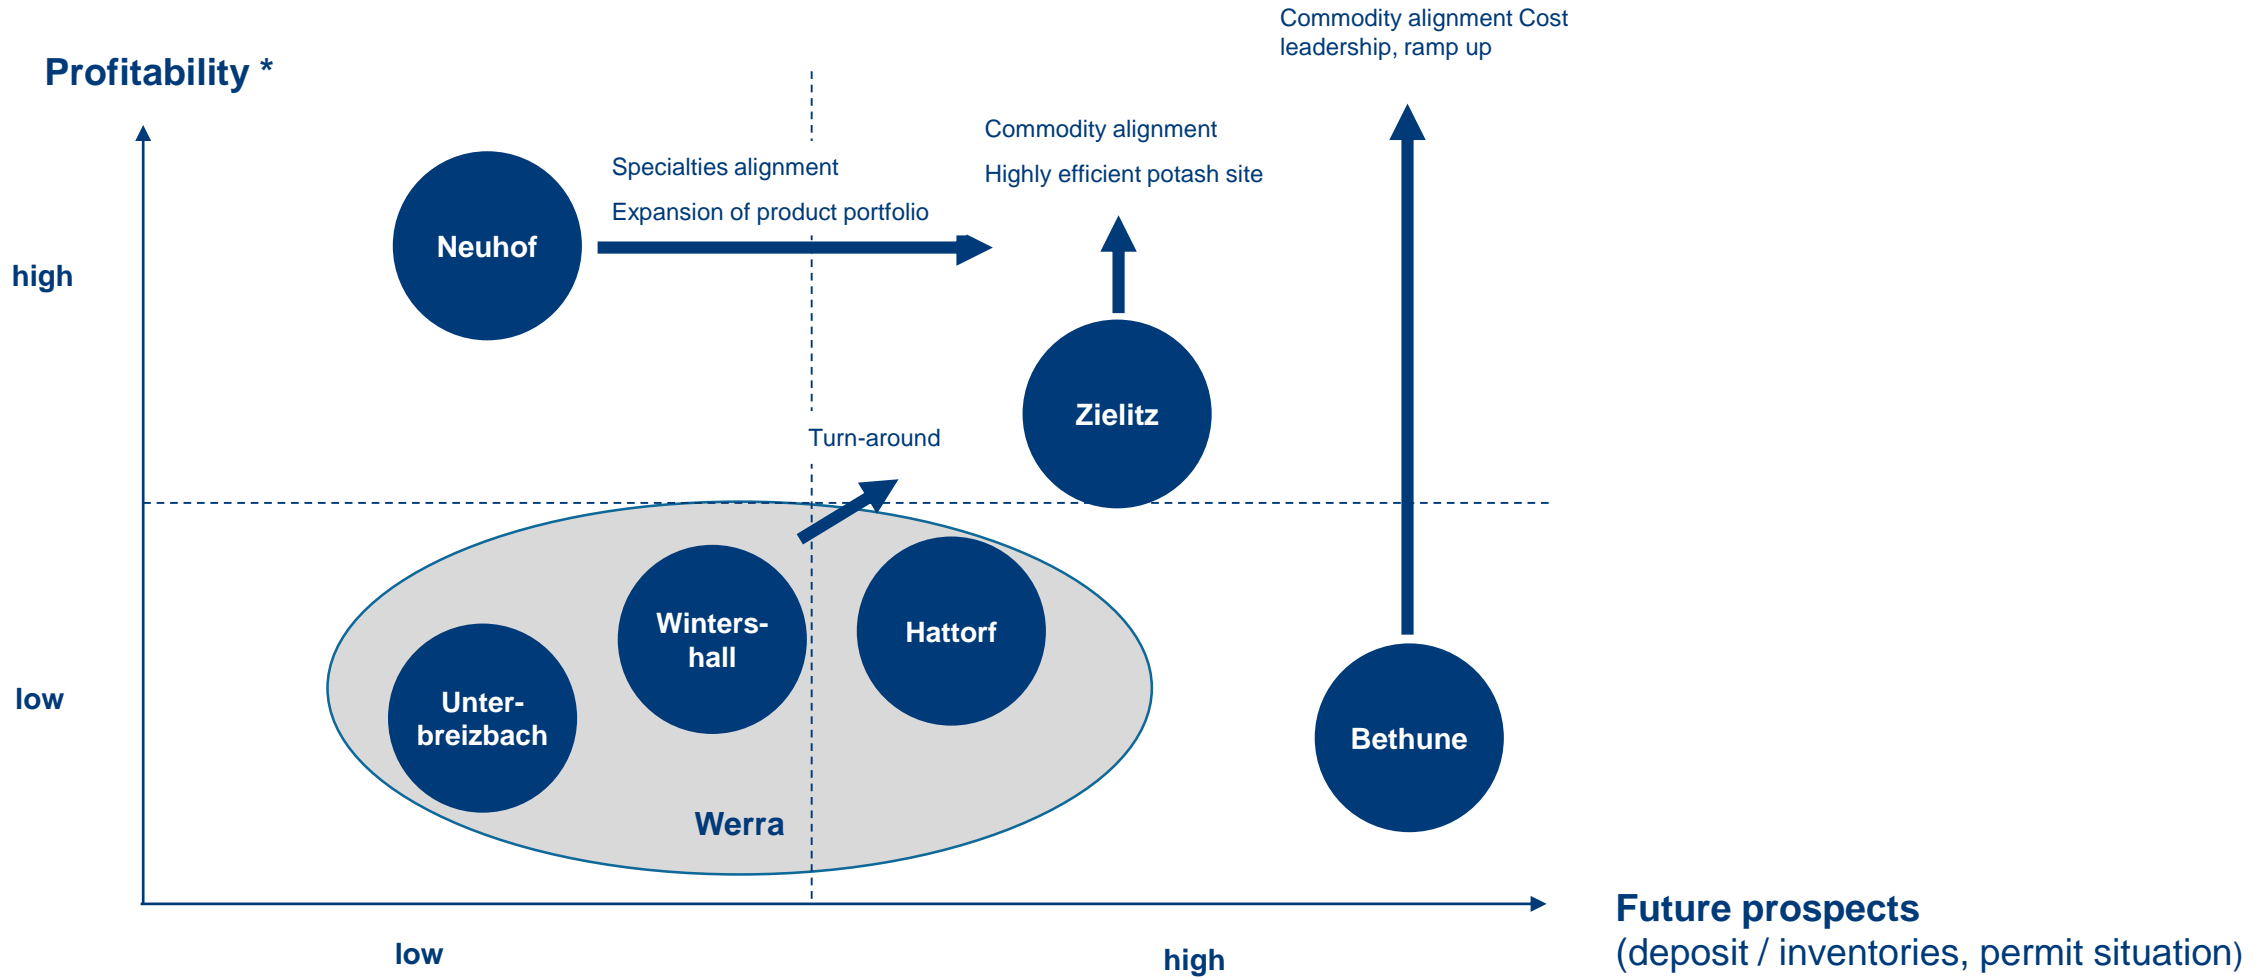 Commodity alignment Cost
leadership, ramp up
Profitability *
Commodity alignment
Highly efficient potash site
Specialties alignment
Expansion of product portfolio
Neuhof
high
Zielitz
Turn-around
Winters-
hall
Hattorf
Unter-
breizbach
low
Bethune
Werra
Future prospects
(deposit / inventories, permit situation)
low
high